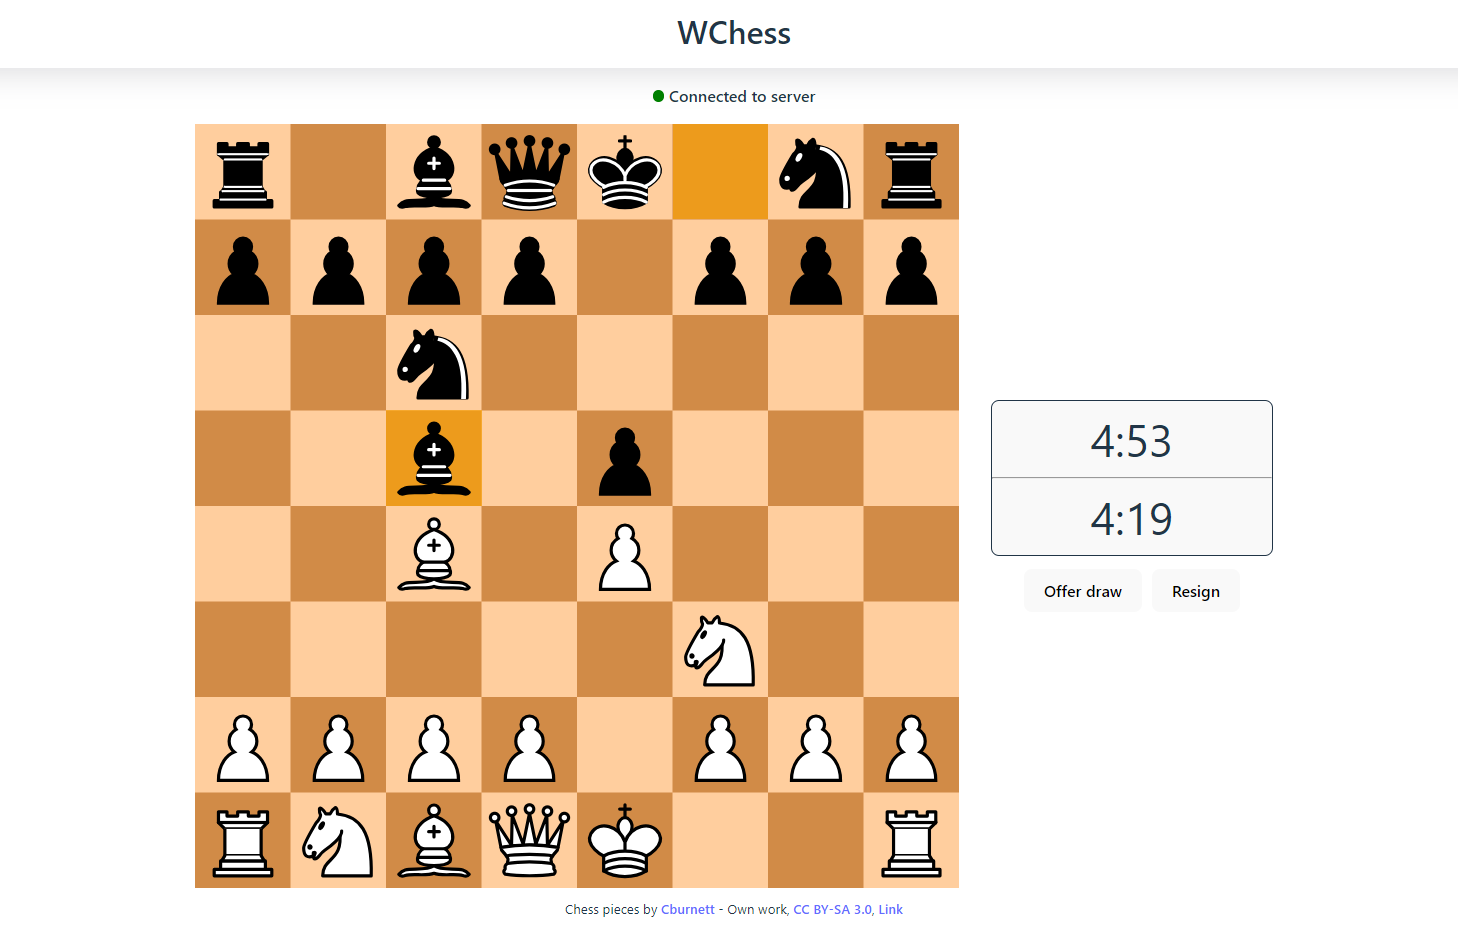 WChess
Connected to server
4:53
4:19
Offer draw
Resign
Chess pieces by Cburnett - Own work, CC BY-SA 3.0, Link